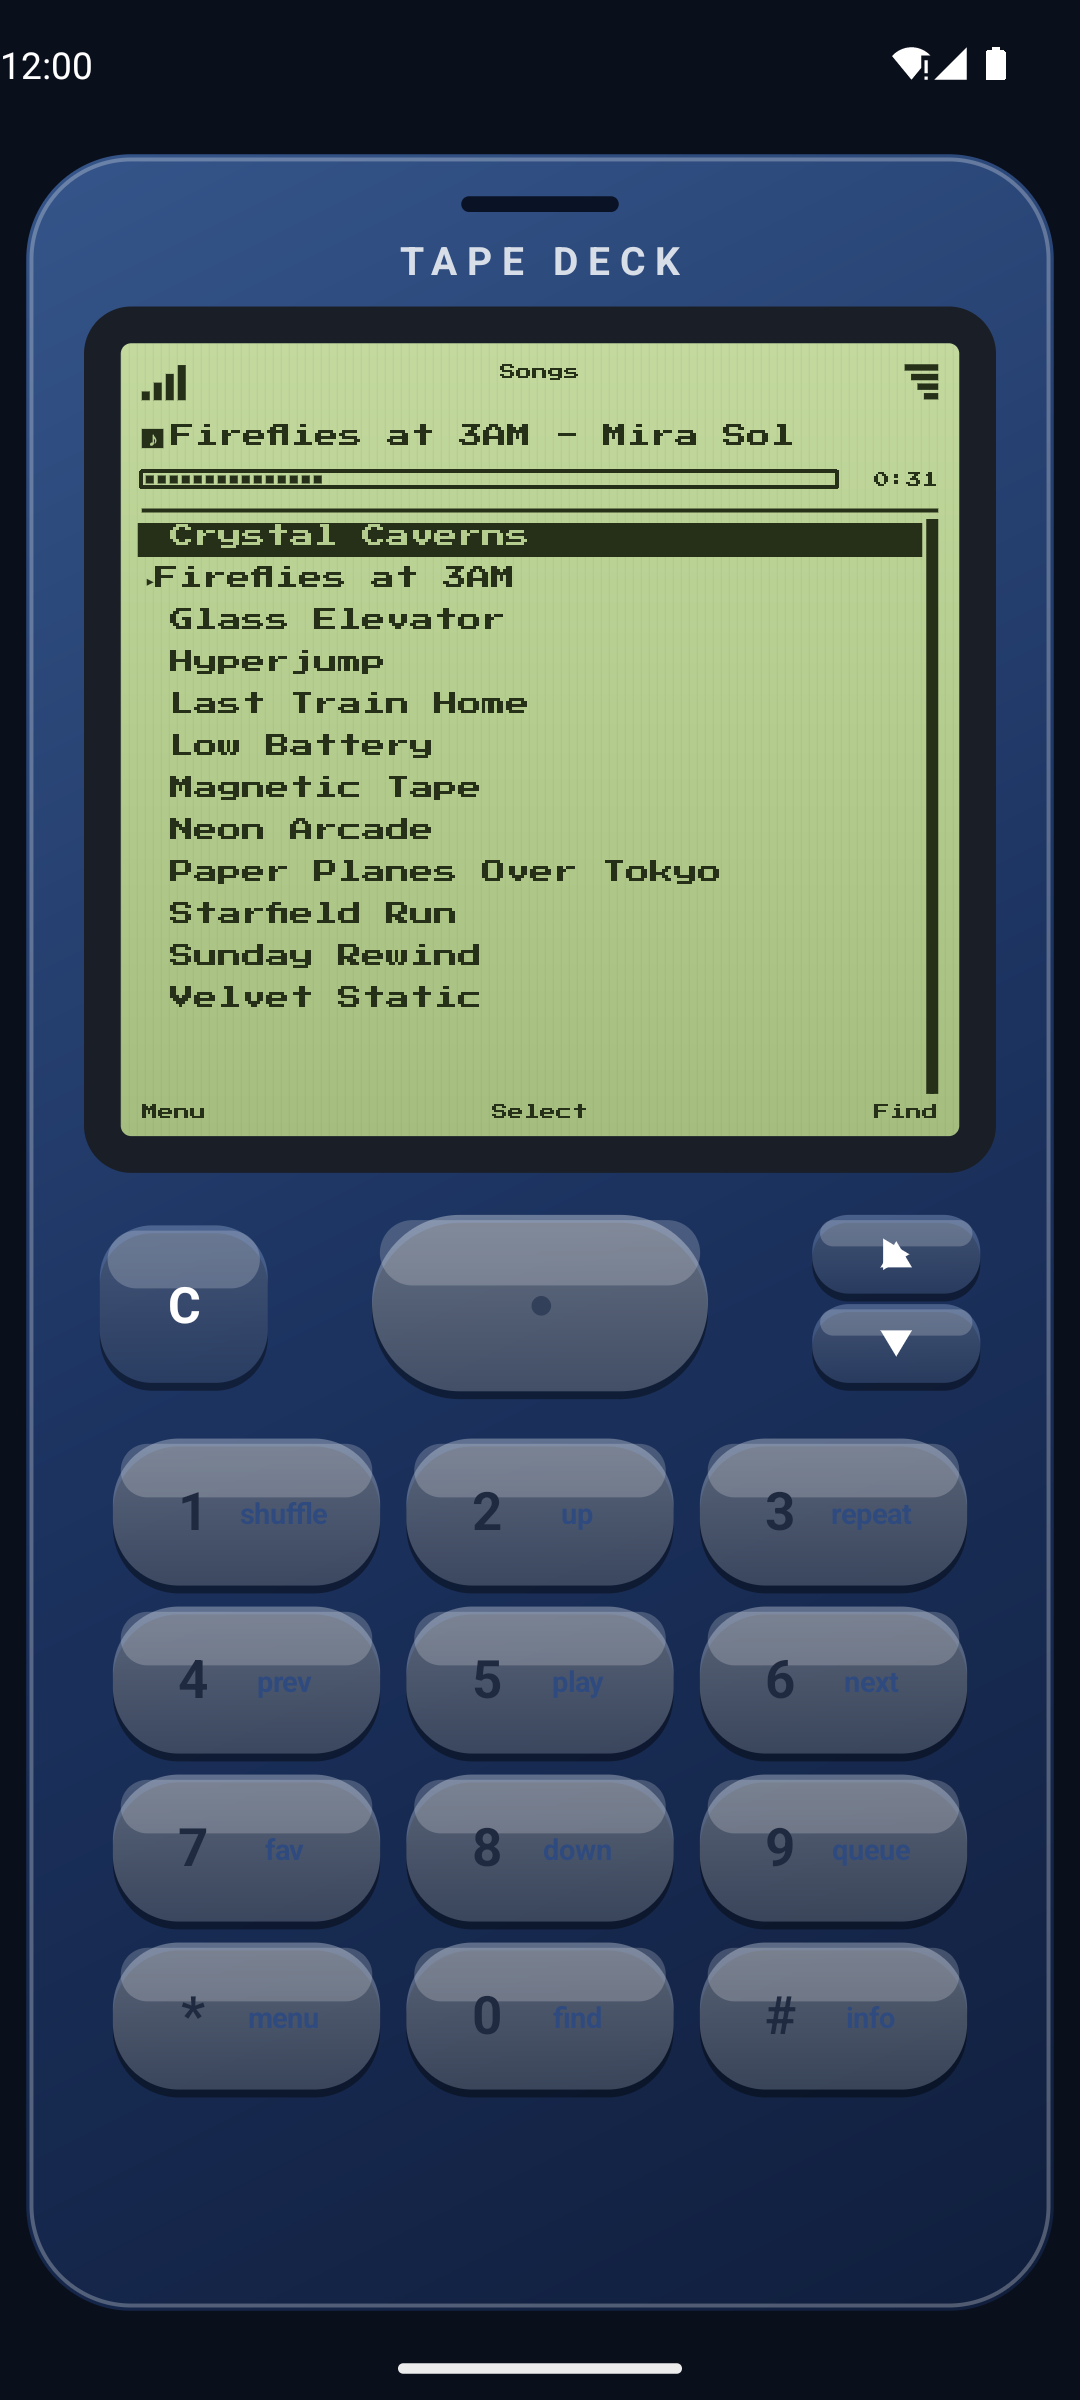 12:00
TAPE DECK
Songs
Fireflies at 3AM - Mira Sol
0:31
Crystal Caverns
Fireflies at 3AM
Glass Elevator
Hyperjump
Last Train Home
Low Battery
Magnetic Tape
Neon Arcade
Paper Planes Over Tokyo
Starfield Run
Sunday Rewind
Velvet Static
Menu Select Find
C
1 shuffle 2 up 3 repeat
4 prev 5 play 6 next
7 fav 8 down 9 queue
* menu 0 find # info